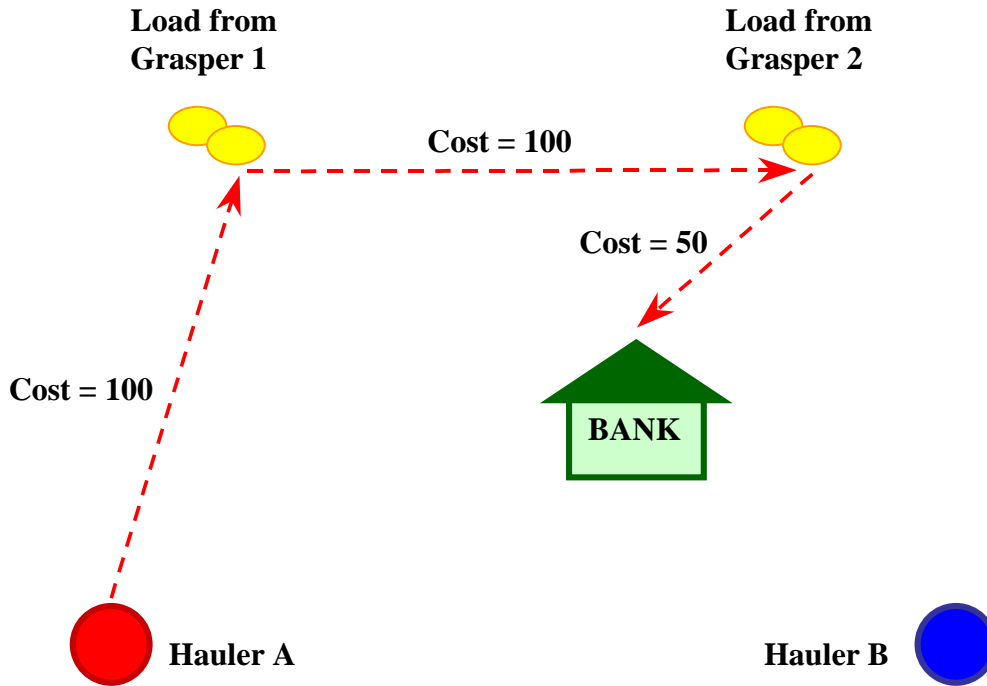 Load from
Grasper 1
Load from
Grasper 2
Cost = 100
Cost = 50
Cost = 100
BANK
Hauler A
Hauler B